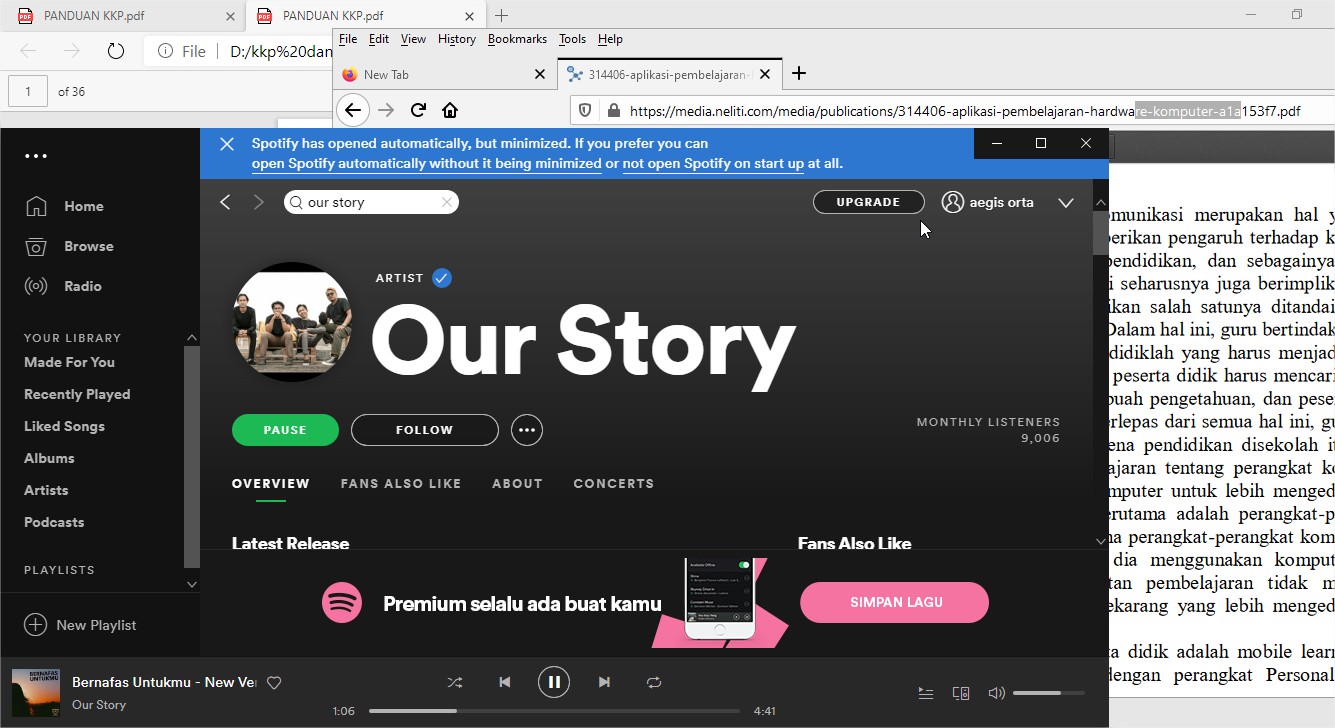 PANDUAN KKP.pdf
PANDUAN KKP.pdf
File
D:/kkp%20dan
1
of 36
File Edit View History Bookmarks Tools Help
New Tab
314406-aplikasi-pembelajaran-
https://media.neliti.com/media/publications/314406-aplikasi-pembelajaran-hardware-komputer-a1a153f7.pdf
Spotify has opened automatically, but minimized. If you prefer you can
open Spotify automatically without it being minimized or not open Spotify on start up at all.
Home
Browse
Radio
YOUR LIBRARY
Made For You
Recently Played
Liked Songs
Albums
Artists
Podcasts
PLAYLISTS
New Playlist
our story
UPGRADE
aegis orta
ARTIST
Our Story
PAUSE
FOLLOW
MONTHLY LISTENERS
9,006
OVERVIEW
FANS ALSO LIKE
ABOUT
CONCERTS
Latest Release
Fans Also Like
Premium selalu ada buat kamu
SIMPAN LAGU
BERNAFAS
UNTUKMU
Bernafas Untukmu - New Ve
Our Story
1:06
4:41
munikasi merupakan hal y
erikan pengaruh terhadap k
pendidikan, dan sebagainya
i seharusnya juga berimplik
ikan salah satunya ditandai
Dalam hal ini, guru bertindak
didiklah yang harus menjad
peserta didik harus mencari
buah pengetahuan, dan peser
erlepas dari semua hal ini, gu
ena pendidikan disekolah it
ajaran tentang perangkat ko
mputer untuk lebih menged
erutama adalah perangkat-p
na perangkat-perangkat kom
dia menggunakan komput
tan pembelajaran tidak m
ekarang yang lebih menged
ta didik adalah mobile learn
dengan perangkat Personal